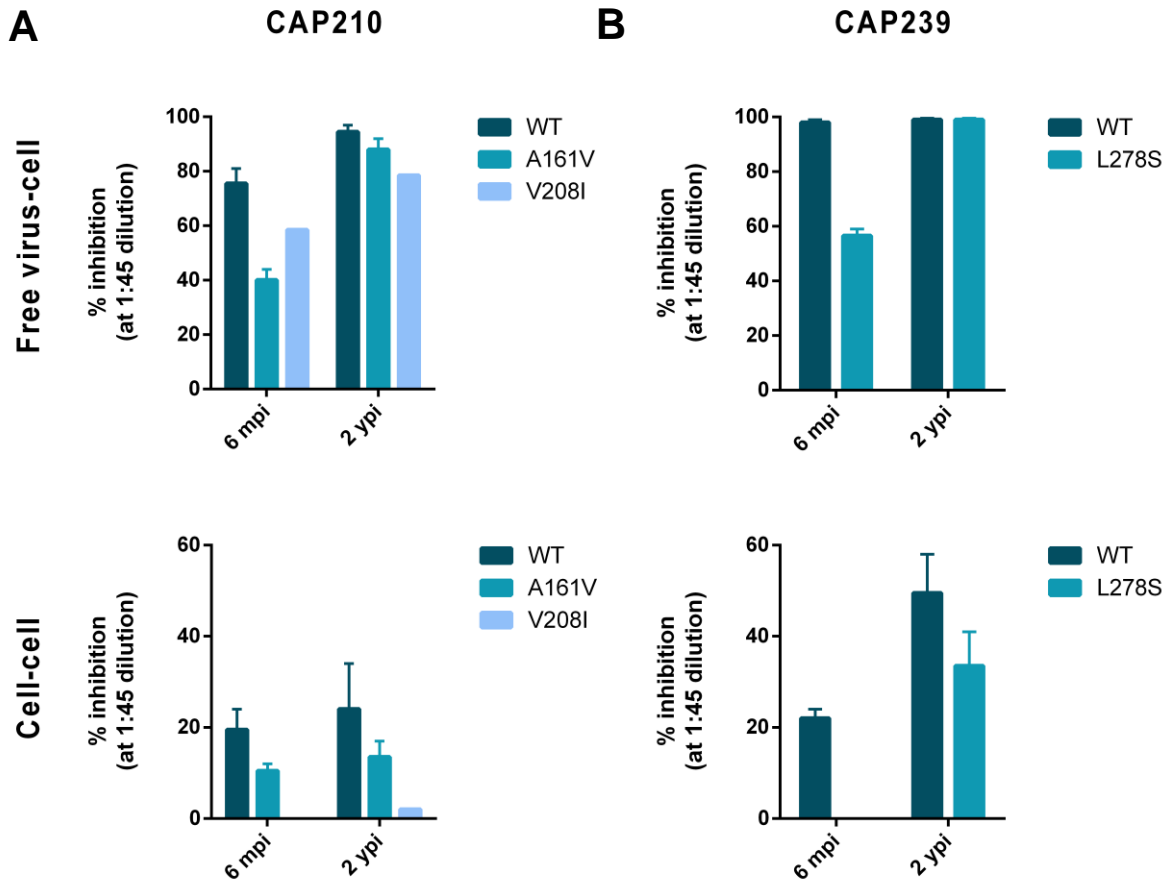 A
CAP210
B
CAP239
Free virus-cell
% inhibition
(at 1:45 dilution)
100
80
60
40
20
0
6 mpi
2 ypi
WT
A161V
V208I
% inhibition
(at 1:45 dilution)
100
80
60
40
20
0
6 mpi
2 ypi
WT
L278S
Cell-cell
% inhibition
(at 1:45 dilution)
60
40
20
0
6 mpi
2 ypi
WT
A161V
V208I
% inhibition
(at 1:45 dilution)
60
40
20
0
6 mpi
2 ypi
WT
L278S